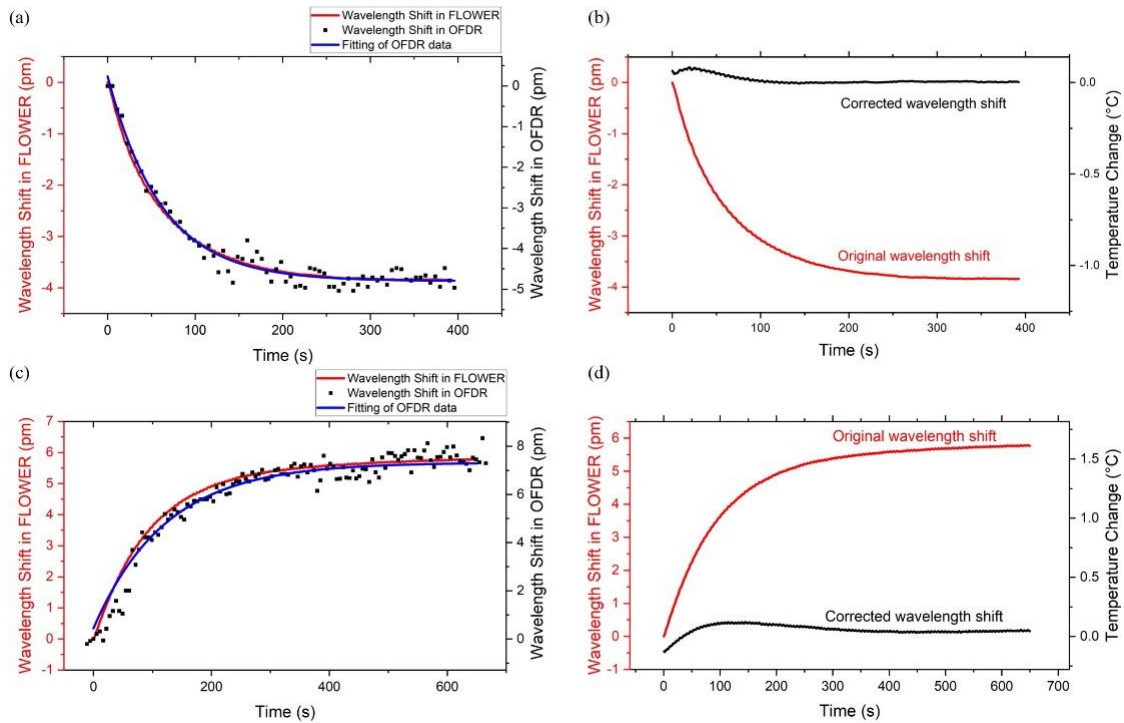 (a)
Wavelength Shift in FLOWER
Wavelength Shift in OFDR
Fitting of OFDR data
Wavelength Shift in FLOWER (pm)
0
-1
-2
-3
-4
0
-1
-2
-3
-4
-5
Wavelength Shift in OFDR (pm)
0
100
200
300
400
Time (s)
(b)
Wavelength Shift in FLOWER (pm)
0
-1
-2
-3
-4
Corrected wavelength shift
Original wavelength shift
0.0
-0.5
-1.0
Temperature Change (°C)
0
100
200
300
400
Time (s)
(c)
Wavelength Shift in FLOWER
Wavelength Shift in OFDR
Fitting of OFDR data
Wavelength Shift in FLOWER (pm)
7
6
5
4
3
2
1
0
-1
8
6
4
2
0
Wavelength Shift in OFDR (pm)
0
200
400
600
Time (s)
(d)
Wavelength Shift in FLOWER (pm)
6
5
4
3
2
1
0
-1
Original wavelength shift
Corrected wavelength shift
1.5
1.0
0.5
0.0
Temperature Change (°C)
0
100
200
300
400
500
600
700
Time (s)